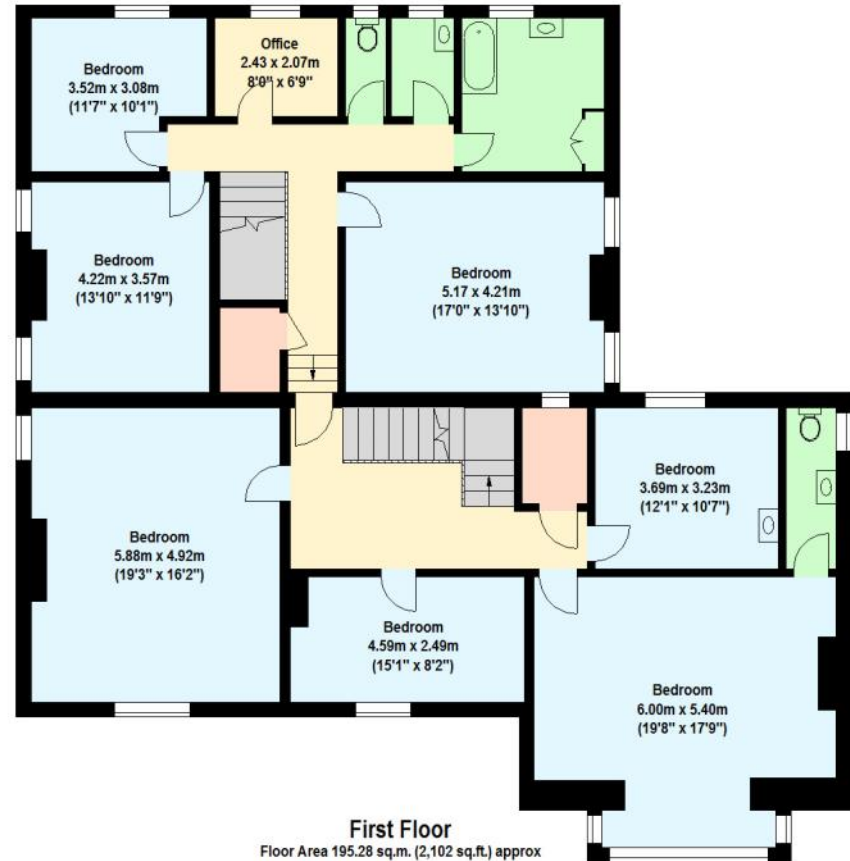 Bedroom
3.52m x 3.08m
(11'7" x 10'1")
Office
2.43 x 2.07m
8'0" x 6'9"
Bedroom
4.22m x 3.57m
(13'10" x 11'9")
Bedroom
5.17 x 4.21m
(17'0" x 13'10")
Bedroom
5.88m x 4.92m
(19'3" x 16'2")
Bedroom
3.69m x 3.23m
(12'1" x 10'7")
Bedroom
4.59m x 2.49m
(15'1" x 8'2")
Bedroom
6.00m x 5.40m
(19'8" x 17'9")
First Floor
Floor Area 195.28 sq.m. (2,102 sq.ft.) approx